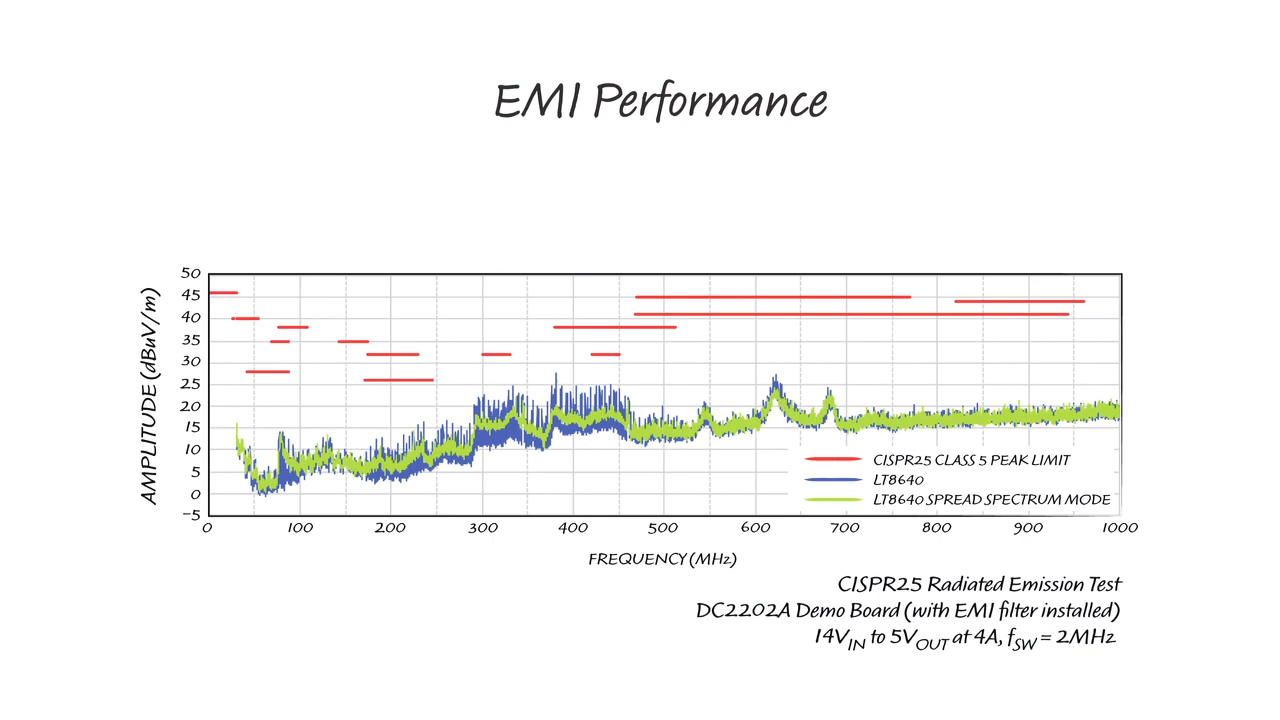 EMI Performance
AMPLITUDE (dBuV/m)
50
45
40
35
30
25
20
15
10
5
0
-5
0 100 200 300 400 500 600 700 800 900 1000
FREQUENCY (MHz)
CISPR25 CLASS 5 PEAK LIMIT
LT8640
LT8640 SPREAD SPECTRUM MODE
CISPR25 Radiated Emission Test
DC2202A Demo Board (with EMI filter installed)
14VIN to 5VOUT at 4A, fSW = 2MHz